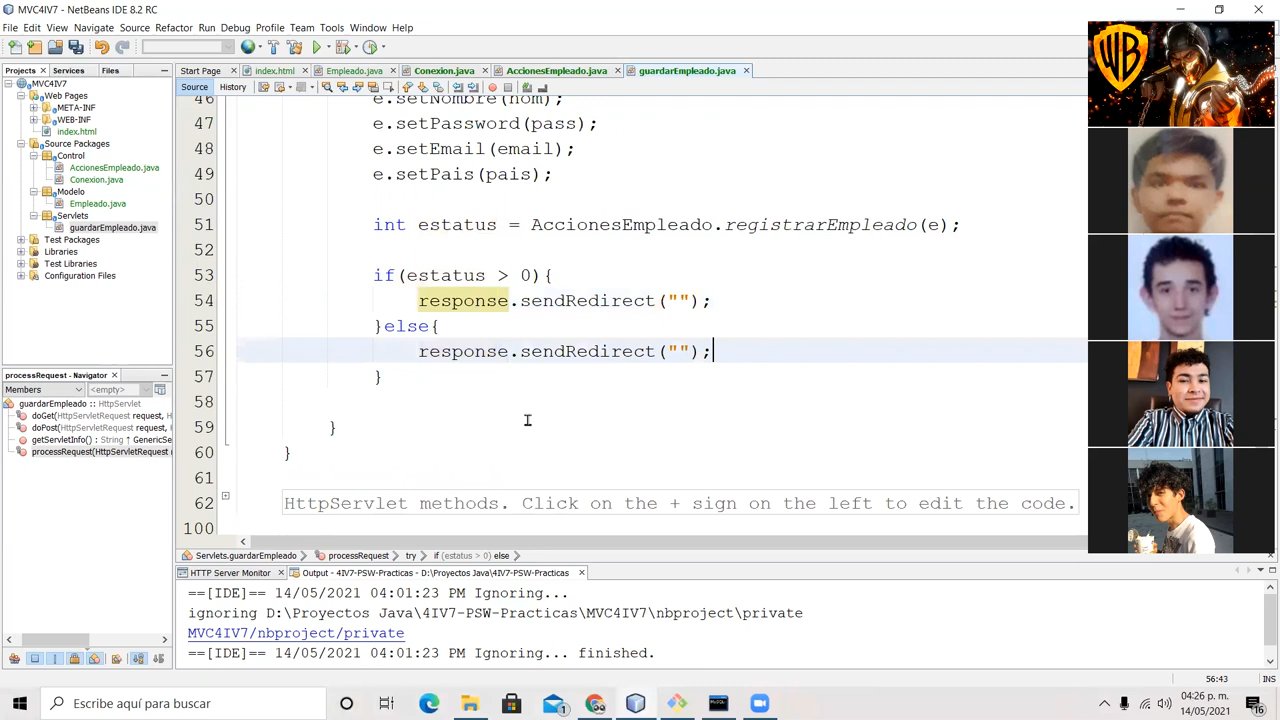 MVC4IV7 - NetBeans IDE 8.2 RC
File Edit View Navigate Source Refactor Run Debug Profile Team Tools Window Help
Projects Services Files
Start Page index.html Empleado.java Conexion.java AccionesEmpleado.java guardarEmpleado.java
Source History
MVC4IV7
Web Pages
META-INF
WEB-INF
index.html
Source Packages
Control
AccionesEmpleado.java
Conexion.java
Modelo
Empleado.java
Servlets
guardarEmpleado.java
Test Packages
Libraries
Test Libraries
Configuration Files
46 e.setNombre(nom);
47 e.setPassword(pass);
48 e.setEmail(email);
49 e.setPais(pais);
50
51 int estatus = AccionesEmpleado.registrarEmpleado(e);
52
53 if(estatus > 0){
54 response.sendRedirect("");
55 }else{
56 response.sendRedirect("");
57 }
58
59 }
60 }
61
62 HttpServlet methods. Click on the + sign on the left to edit the code.
100
WB
processRequest - Navigator
Members <empty>
guardarEmpleado :: HttpServlet
doGet(HttpServletRequest request,
doPost(HttpServletRequest request,
getServletInfo() : String ↑ GenericSe
processRequest(HttpServletRequest
Servlets.guardarEmpleado processRequest try if (estatus > 0) else
HTTP Server Monitor Output - 4IV7-PSW-Practicas - D:\Proyectos Java\4IV7-PSW-Practicas
==[IDE]== 14/05/2021 04:01:23 PM Ignoring...
ignoring D:\Proyectos Java\4IV7-PSW-Practicas\MVC4IV7\nbproject\private
MVC4IV7/nbproject/private
==[IDE]== 14/05/2021 04:01:23 PM Ignoring... finished.
56:43 INS
Escribe aquí para buscar
1
04:26 p. m.
14/05/2021
16